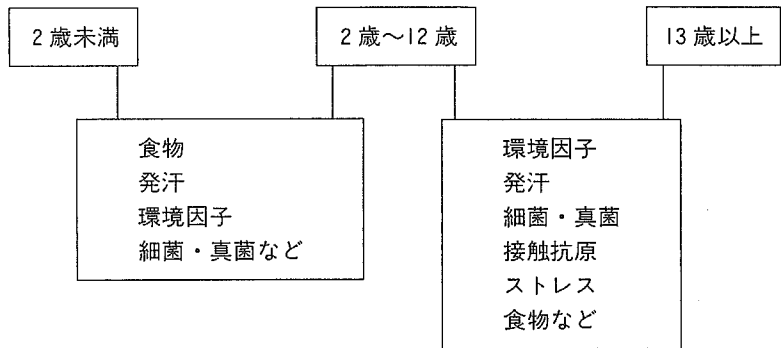 2歳未満
2歳~12歳
13歳以上
食物
発汗
環境因子
細菌・真菌など
環境因子
発汗
細菌・真菌
接触抗原
ストレス
食物など